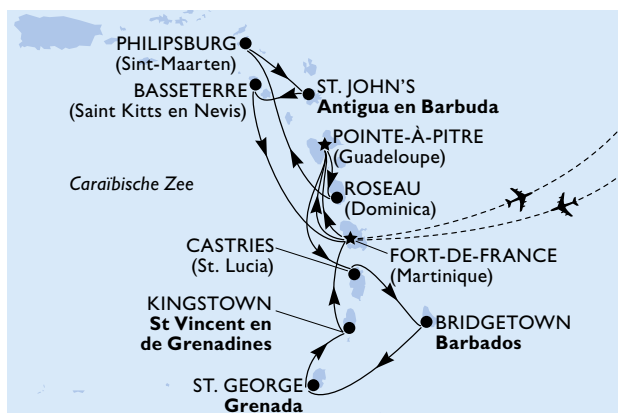 PHILIPSBURG
(Sint-Maarten)
BASSETERRE
(Saint Kitts en Nevis)
ST. JOHN'S
Antigua en Barbuda
POINTE-À-PITRE
(Guadeloupe)
Caraïbische Zee
ROSEAU
(Dominica)
CASTRIES
(St. Lucia)
FORT-DE-FRANCE
(Martinique)
KINGSTOWN
St Vincent en
de Grenadines
BRIDGETOWN
Barbados
ST. GEORGE
Grenada